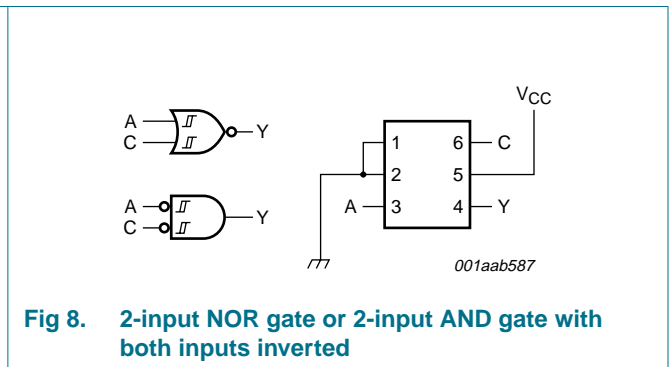 A
C
Y
A
C
Y
VCC
1
2
A 3
6 C
5
4 Y
001aab587
Fig 8. 2-input NOR gate or 2-input AND gate with
both inputs inverted